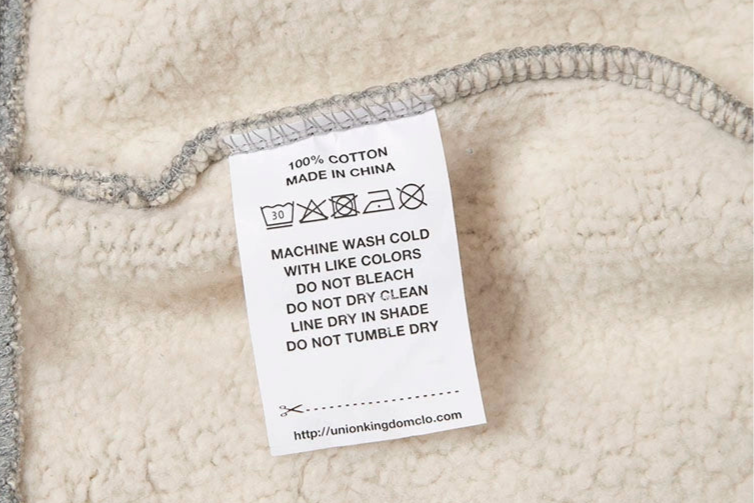 100% COTTON
MADE IN CHINA
30
MACHINE WASH COLD
WITH LIKE COLORS
DO NOT BLEACH
DO NOT DRY CLEAN
LINE DRY IN SHADE
DO NOT TUMBLE DRY
http://unionkingdomclo.com